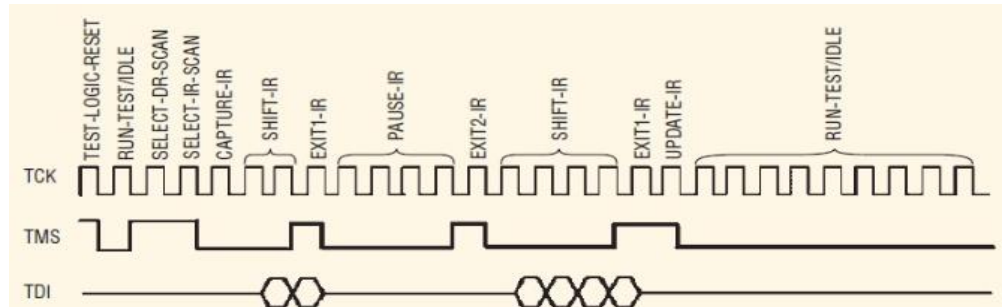 TEST-LOGIC-RESET
RUN-TEST/IDLE
SELECT-DR-SCAN
SELECT-IR-SCAN
CAPTURE-IR
SHIFT-IR
EXIT1-IR
PAUSE-IR
EXIT2-IR
SHIFT-IR
EXIT1-IR
UPDATE-IR
RUN-TEST/IDLE
TCK
TMS
TDI